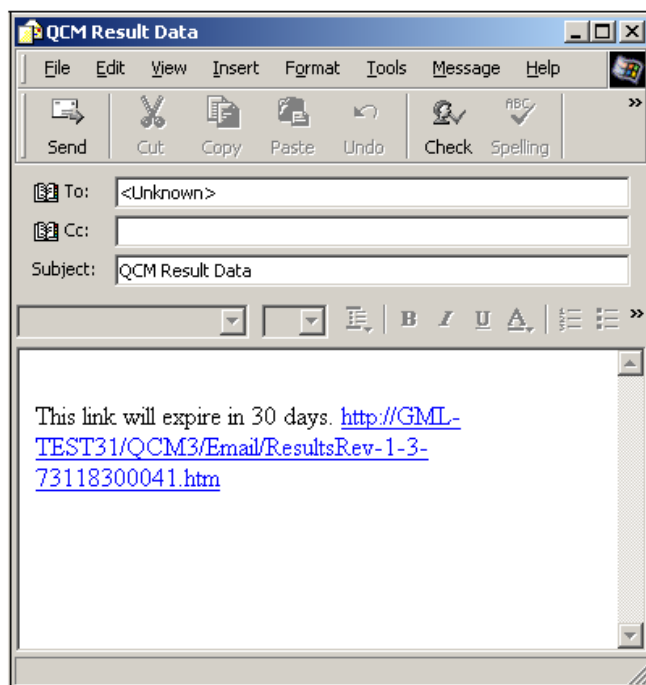 QCM Result Data
File Edit View Insert Format Tools Message Help
ABC
Send Cut Copy Paste Undo Check Spelling
To: <Unknown>
Cc:
Subject: QCM Result Data
B I U A
This link will expire in 30 days. http://GML-
TEST31/QCM3/Email/ResultsRev-1-3-
73118300041.htm